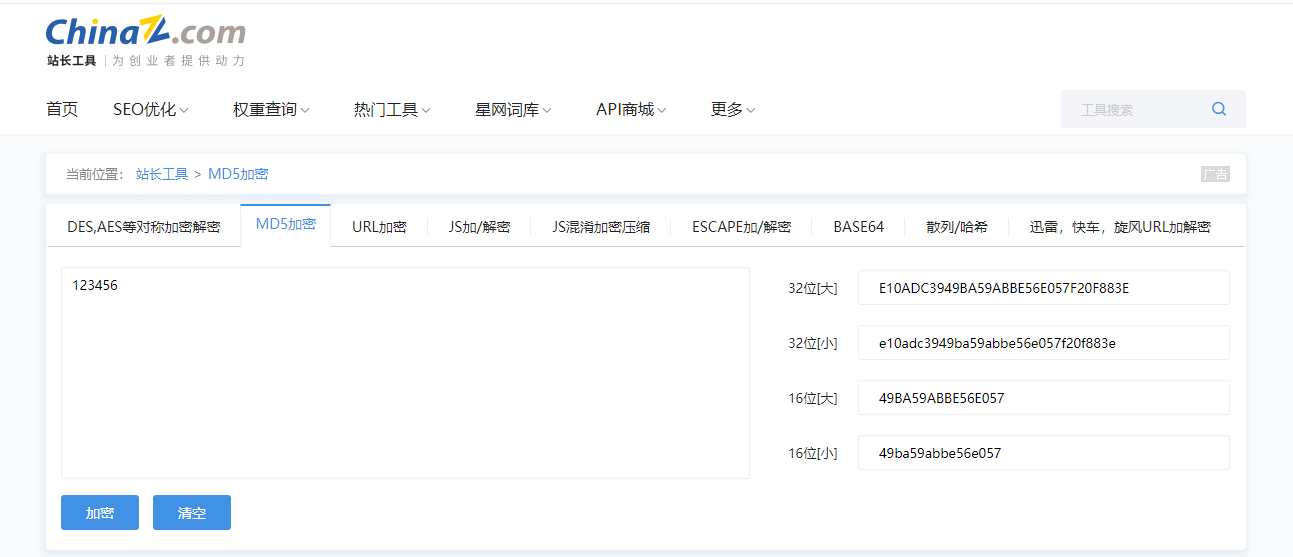 ChinaZ.com
站长工具 | 为创业者提供动力
首页 SEO优化 权重查询 热门工具 星网词库 API商城 更多 工具搜索
当前位置： 站长工具 > MD5加密 广告
DES,AES等对称加密解密 MD5加密 URL加密 JS加/解密 JS混淆加密压缩 ESCAPE加/解密 BASE64 散列/哈希 迅雷，快车，旋风URL加解密
123456
32位[大] E10ADC3949BA59ABBE56E057F20F883E
32位[小] e10adc3949ba59abbe56e057f20f883e
16位[大] 49BA59ABBE56E057
16位[小] 49ba59abbe56e057
加密 清空